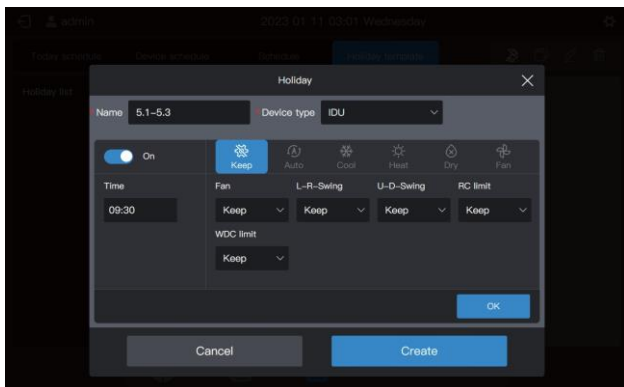 admin
2023 01 11 03:01 Wednesday
Today schedule Device schedule Schedule Holiday template
Holiday
Holiday list
*Name 5.1-5.3 *Device type IDU
On Keep Auto Cool Heat Dry Fan
Time Fan L-R-Swing U-D-Swing RC limit
09:30 Keep Keep Keep Keep
WDC limit
Keep
OK
Cancel Create